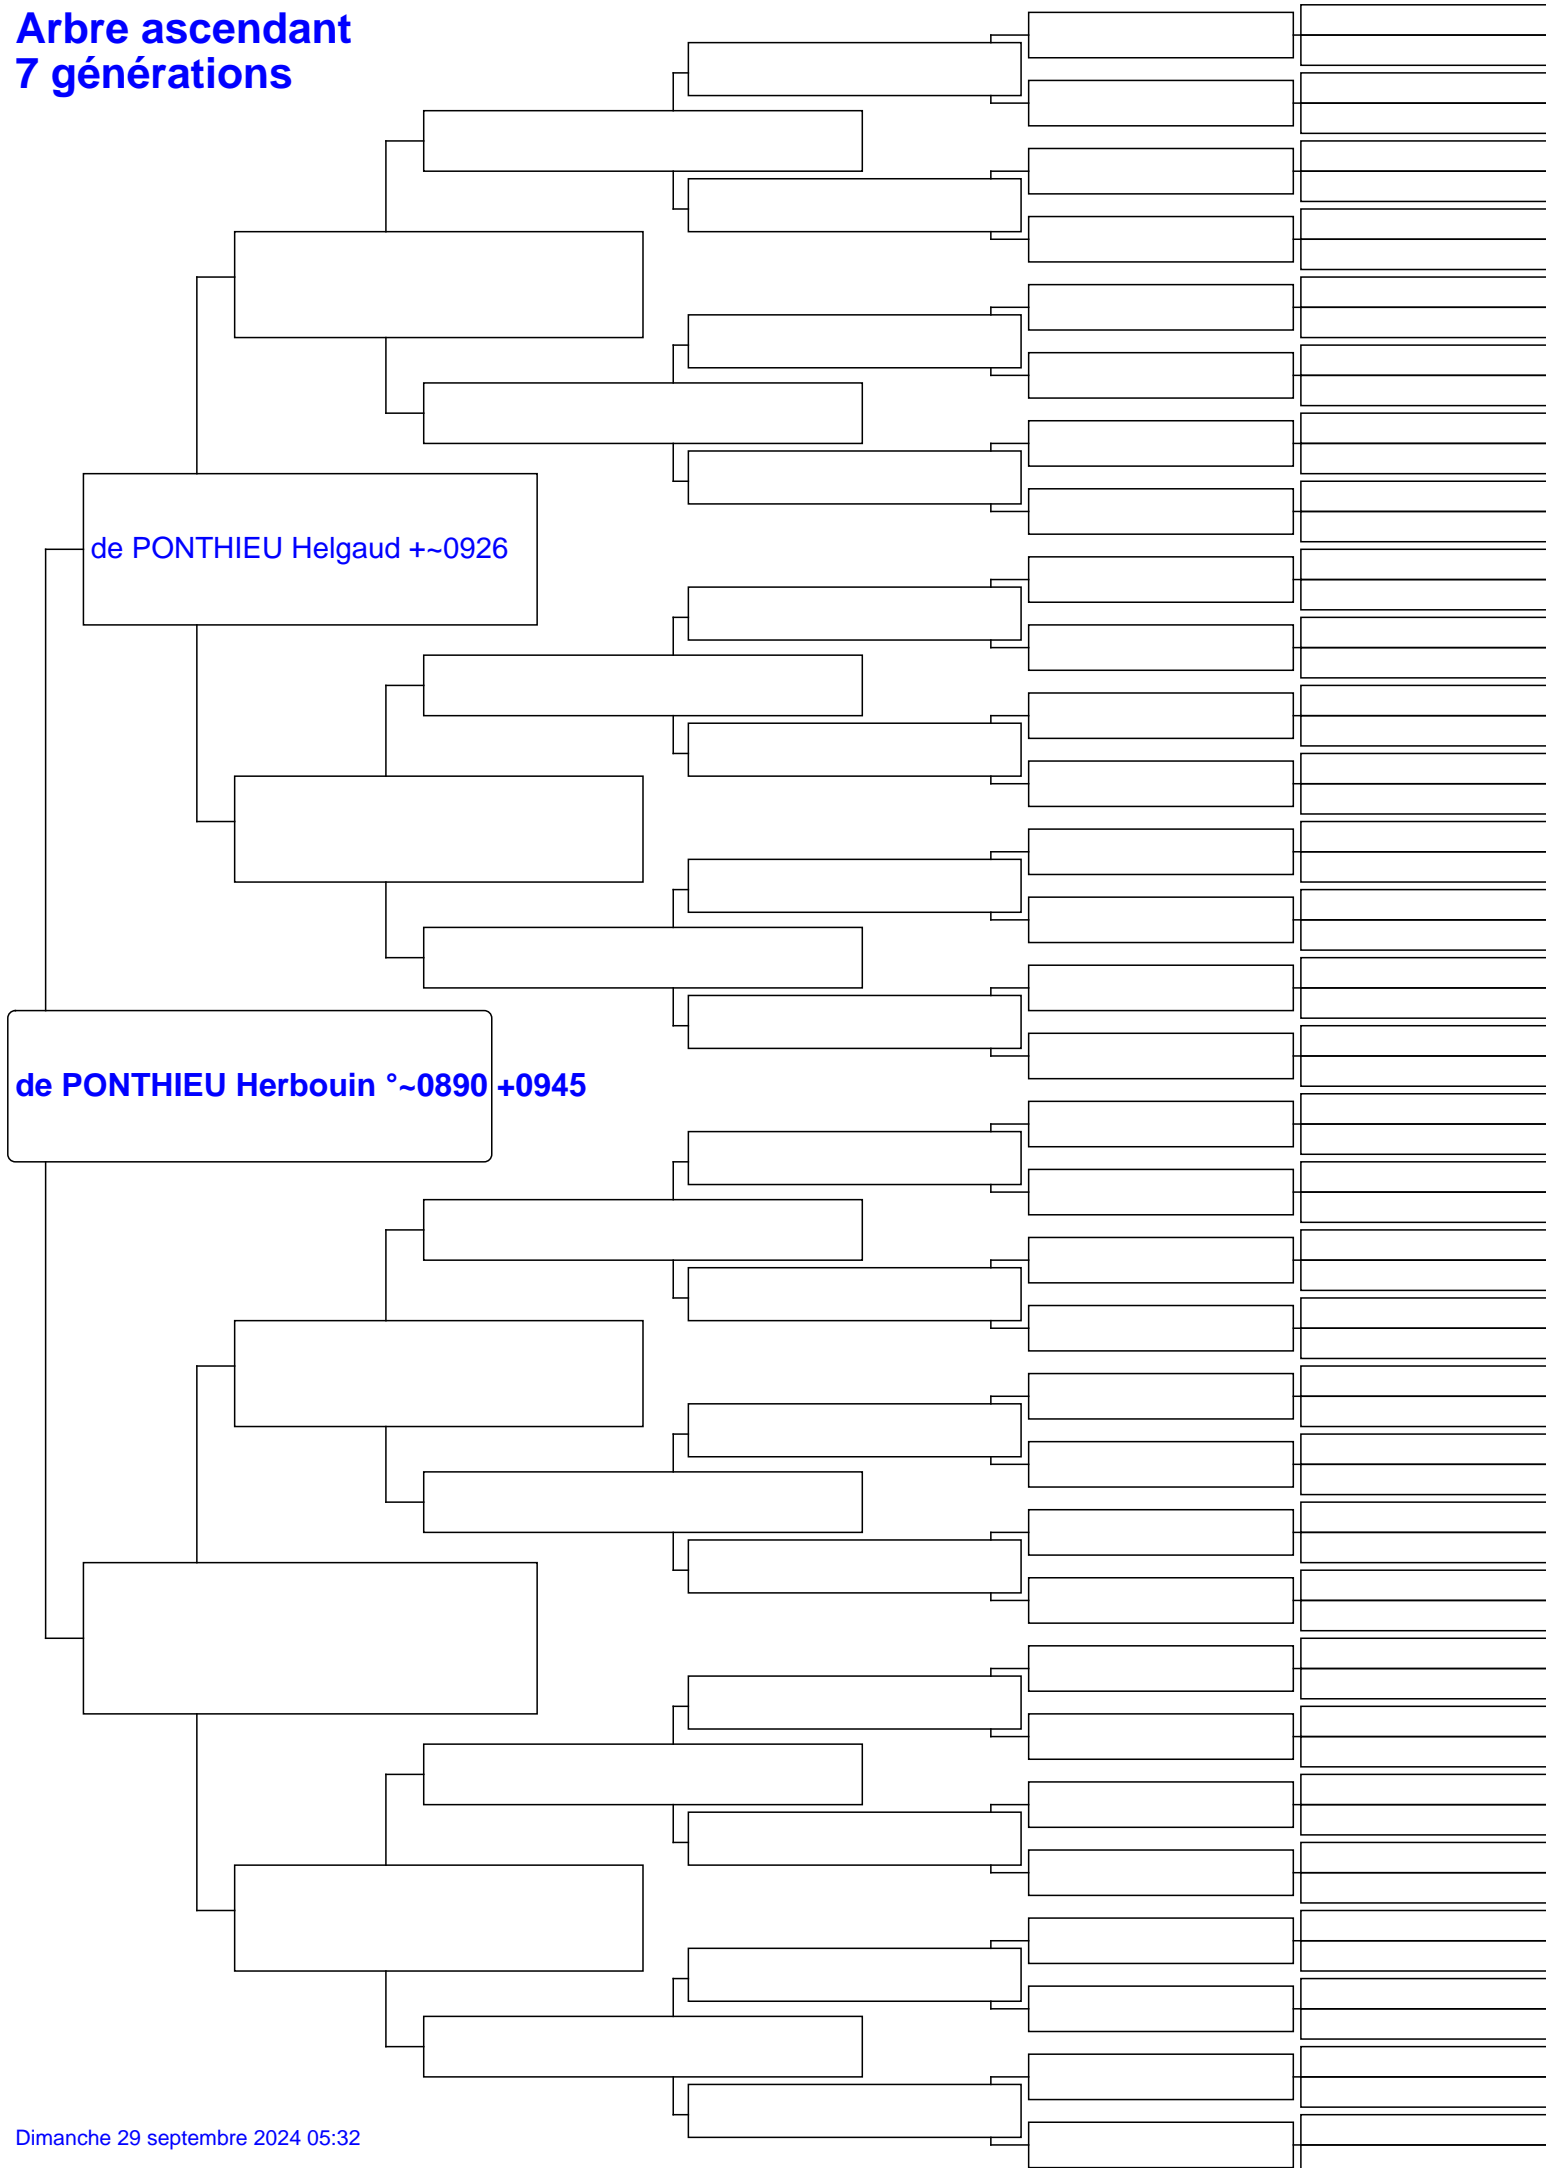 Arbre ascendant
7 générations
de PONTHIEU Helgaud +~0926
de PONTHIEU Herbouin °~0890 +0945
Dimanche 29 septembre 2024 05:32